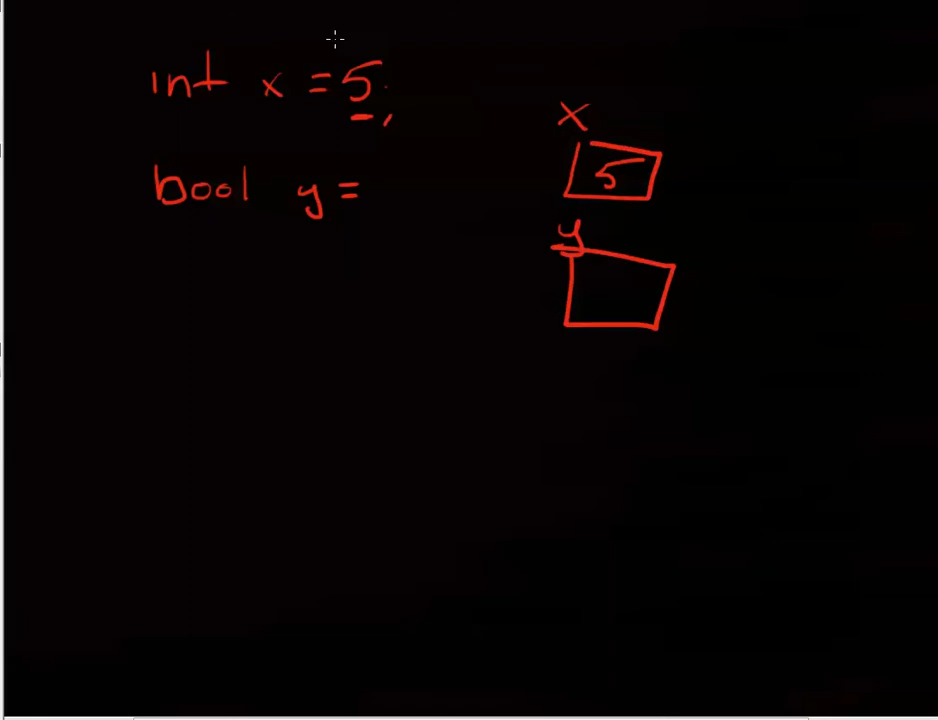 int x = 5;
bool y =
x
5
y